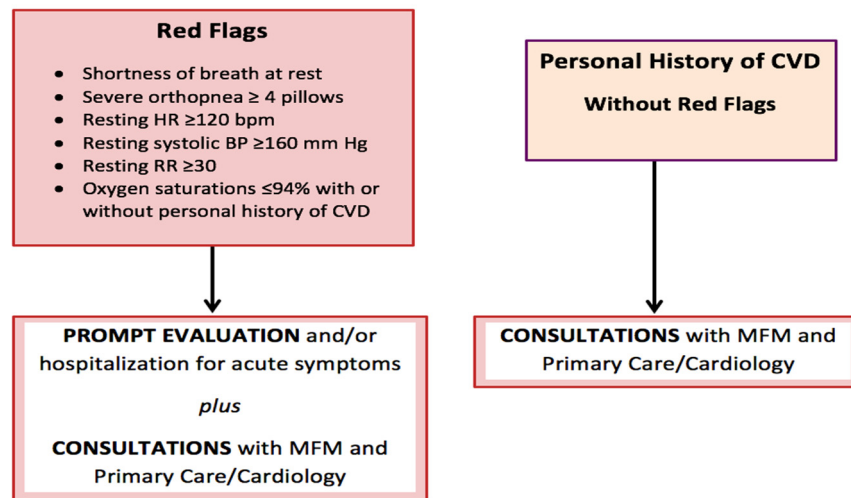 Red Flags
• Shortness of breath at rest
• Severe orthopnea ≥ 4 pillows
• Resting HR ≥120 bpm
• Resting systolic BP ≥160 mm Hg
• Resting RR ≥30
• Oxygen saturations ≤94% with or
without personal history of CVD
PROMPT EVALUATION and/or
hospitalization for acute symptoms
plus
CONSULTATIONS with MFM and
Primary Care/Cardiology
Personal History of CVD
Without Red Flags
CONSULTATIONS with MFM and
Primary Care/Cardiology